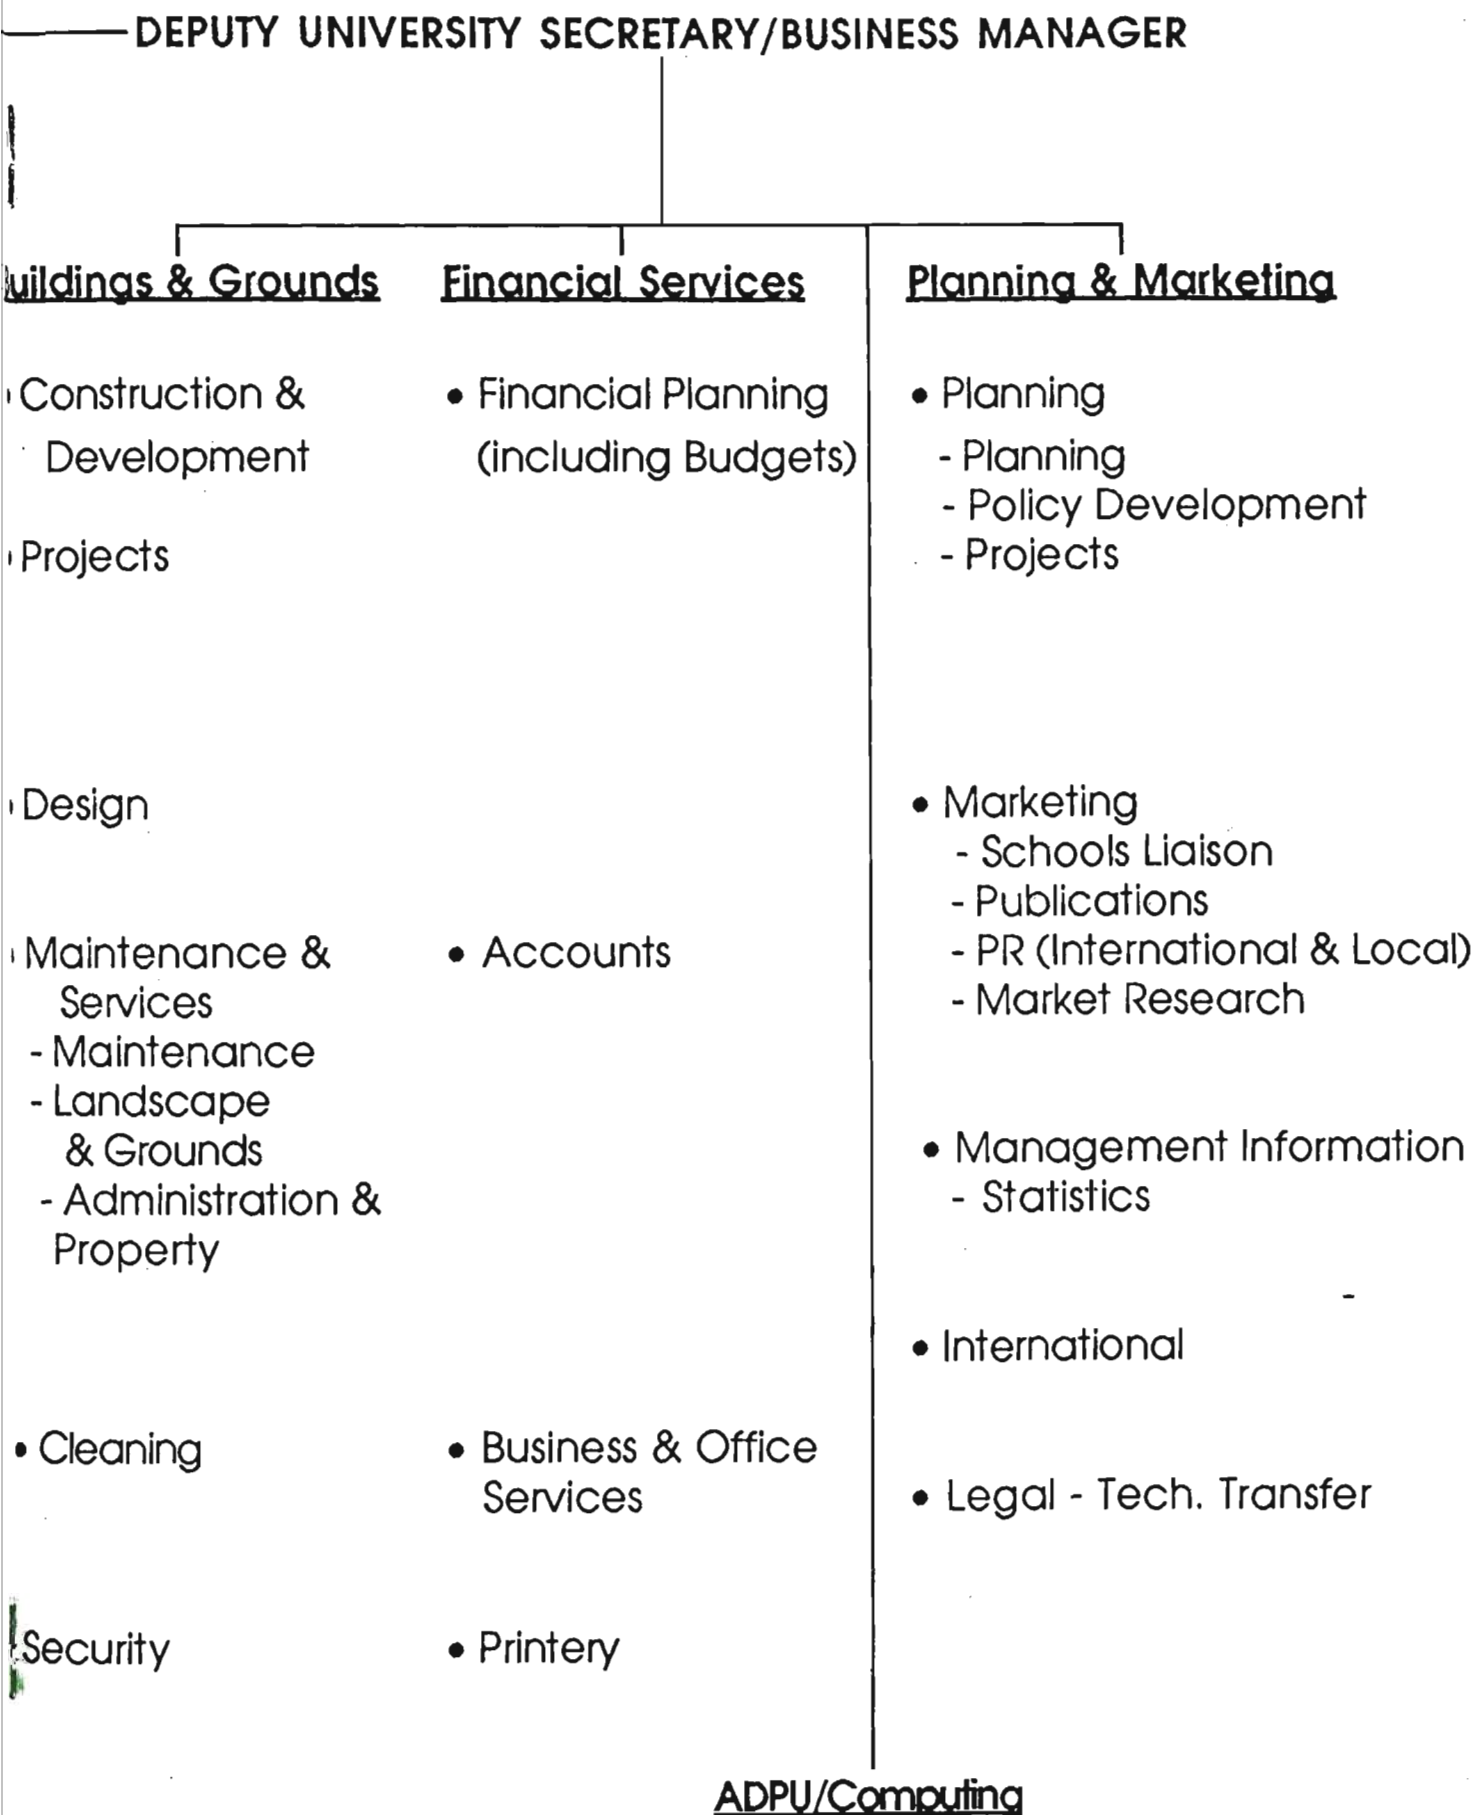 DEPUTY UNIVERSITY SECRETARY/BUSINESS MANAGER
uildings & Grounds
Construction &
Development
Projects
Design
Maintenance &
Services
- Maintenance
- Landscape
& Grounds
- Administration &
Property
• Cleaning
Security
Financial Services
• Financial Planning
(including Budgets)
• Accounts
• Business & Office
Services
• Printery
Planning & Marketing
• Planning
- Planning
- Policy Development
- Projects
• Marketing
- Schools Liaison
- Publications
- PR (International & Local)
- Market Research
• Management Information
- Statistics
• International
• Legal - Tech. Transfer
ADPU/Computing